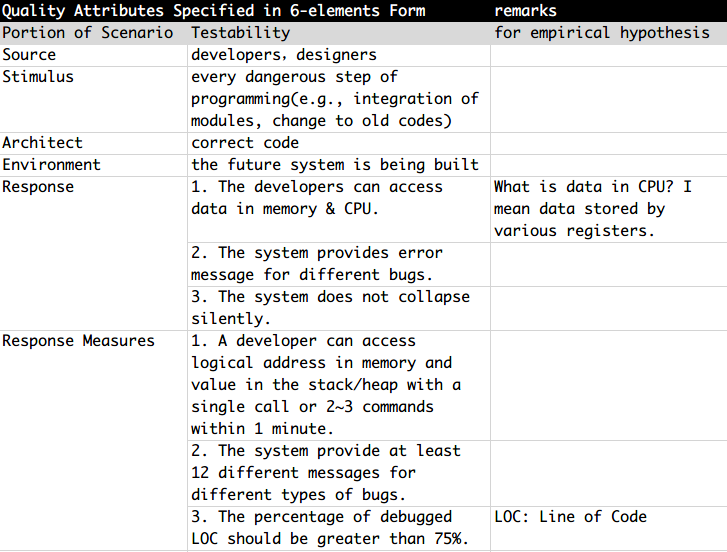 Quality Attributes Specified in 6-elements Form remarks
Portion of Scenario Testability for empirical hypothesis
Source developers, designers
Stimulus every dangerous step of
programming(e.g., integration of
modules, change to old codes)
Architect correct code
Environment the future system is being built
Response 1. The developers can access What is data in CPU? I
data in memory & CPU. mean data stored by
various registers.
2. The system provides error
message for different bugs.
3. The system does not collapse
silently.
Response Measures 1. A developer can access
logical address in memory and
value in the stack/heap with a
single call or 2~3 commands
within 1 minute.
2. The system provide at least
12 different messages for
different types of bugs.
3. The percentage of debugged LOC: Line of Code
LOC should be greater than 75%.